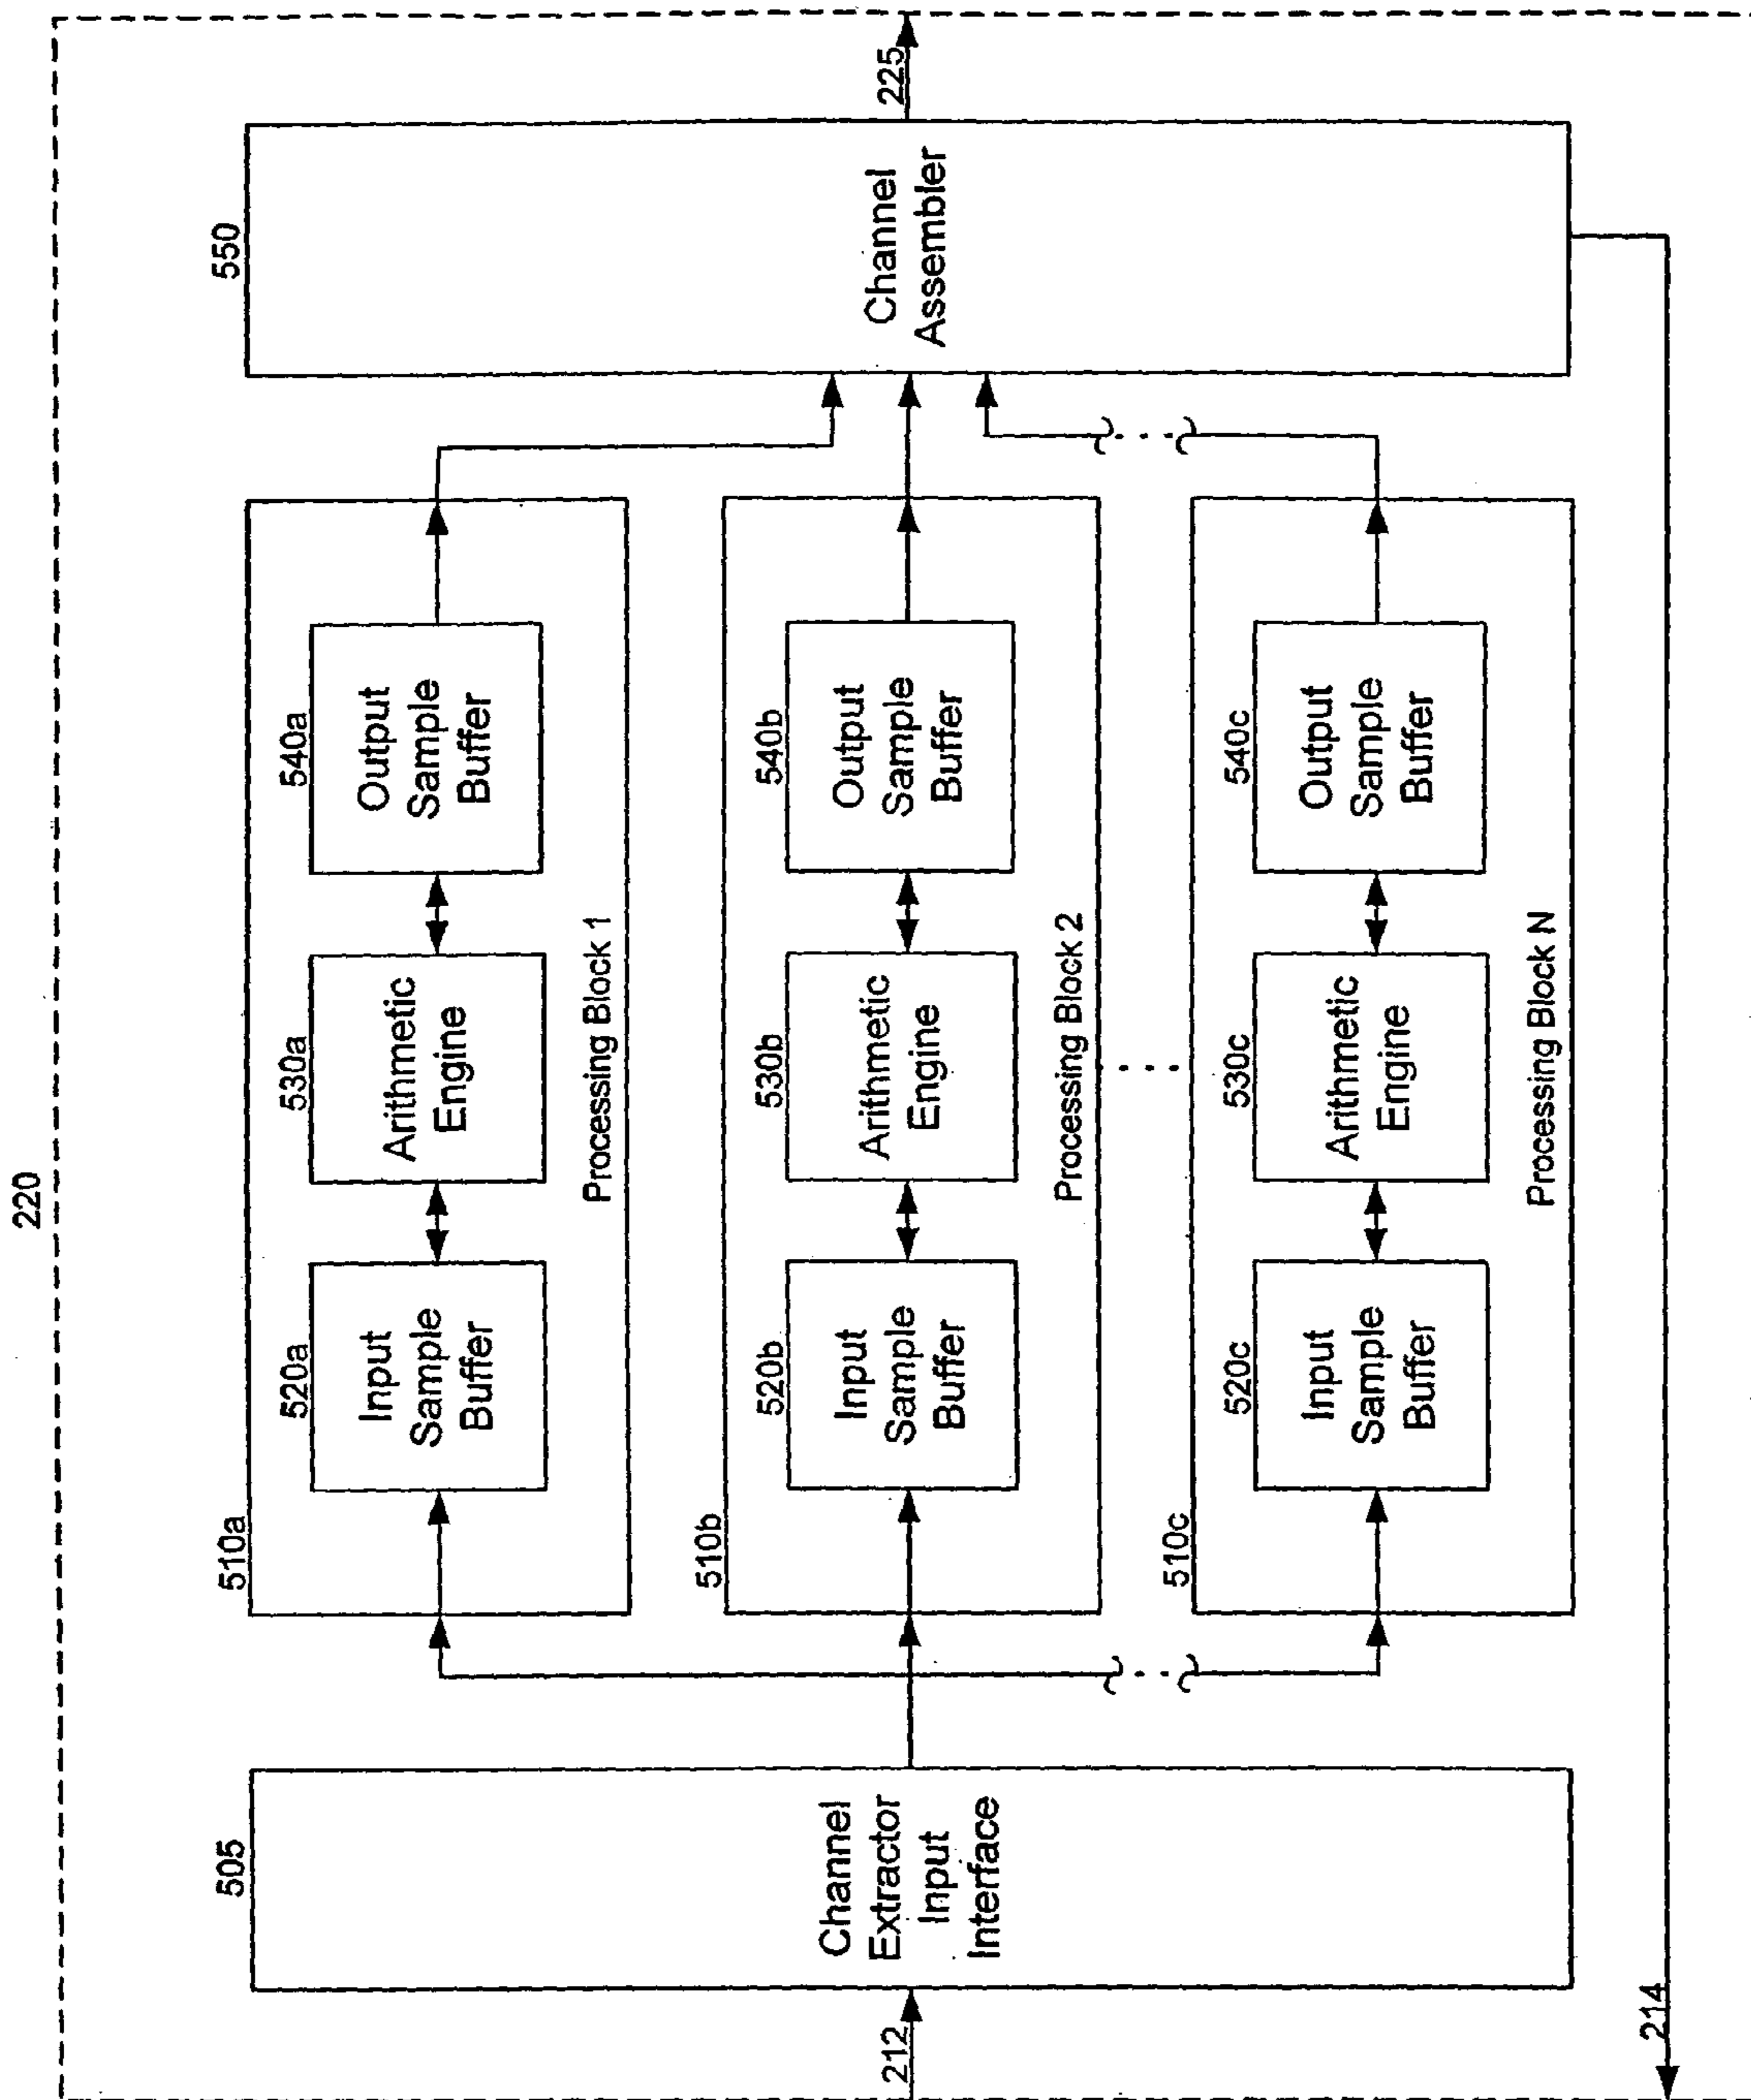 220
505
Channel
Extractor
Input
Interface
212
510a
520a
Input
Sample
Buffer
530a
Arithmetic
Engine
540a
Output
Sample
Buffer
Processing Block 1
510b
520b
Input
Sample
Buffer
530b
Arithmetic
Engine
540b
Output
Sample
Buffer
Processing Block 2
510c
520c
Input
Sample
Buffer
530c
Arithmetic
Engine
540c
Output
Sample
Buffer
Processing Block N
550
Channel
Assembler
225
214